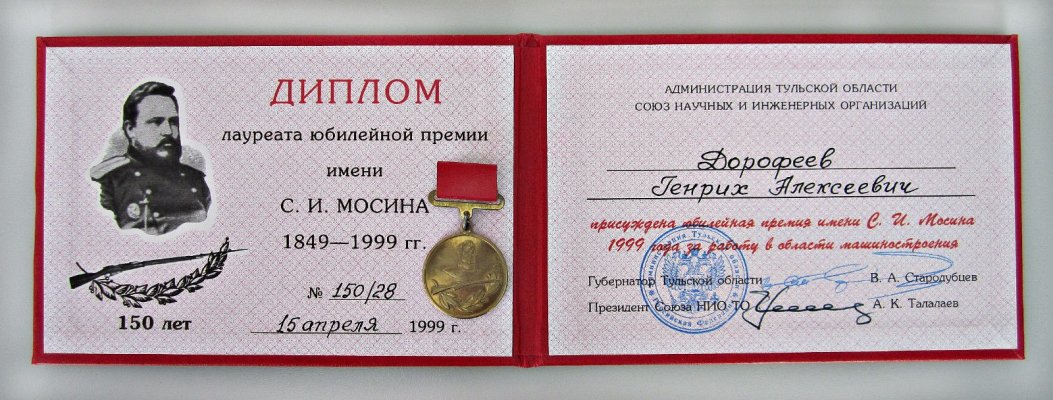 ДИПЛОМ
лауреата юбилейной премии
имени
С. И. МОСИНА
1849—1999 гг.
№ 150/28
15 апреля 1999 г.
150 лет
АДМИНИСТРАЦИЯ ТУЛЬСКОЙ ОБЛАСТИ
СОЮЗ НАУЧНЫХ И ИНЖЕНЕРНЫХ ОРГАНИЗАЦИЙ
Дорофеев
Генрих Алексеевич
присуждена юбилейная премия имени С. И. Мосина
1999 года за работу в области машиностроения
Губернатор Тульской области В. А. Стародубцев
Президент Союза НИО ТО А. К. Талалаев